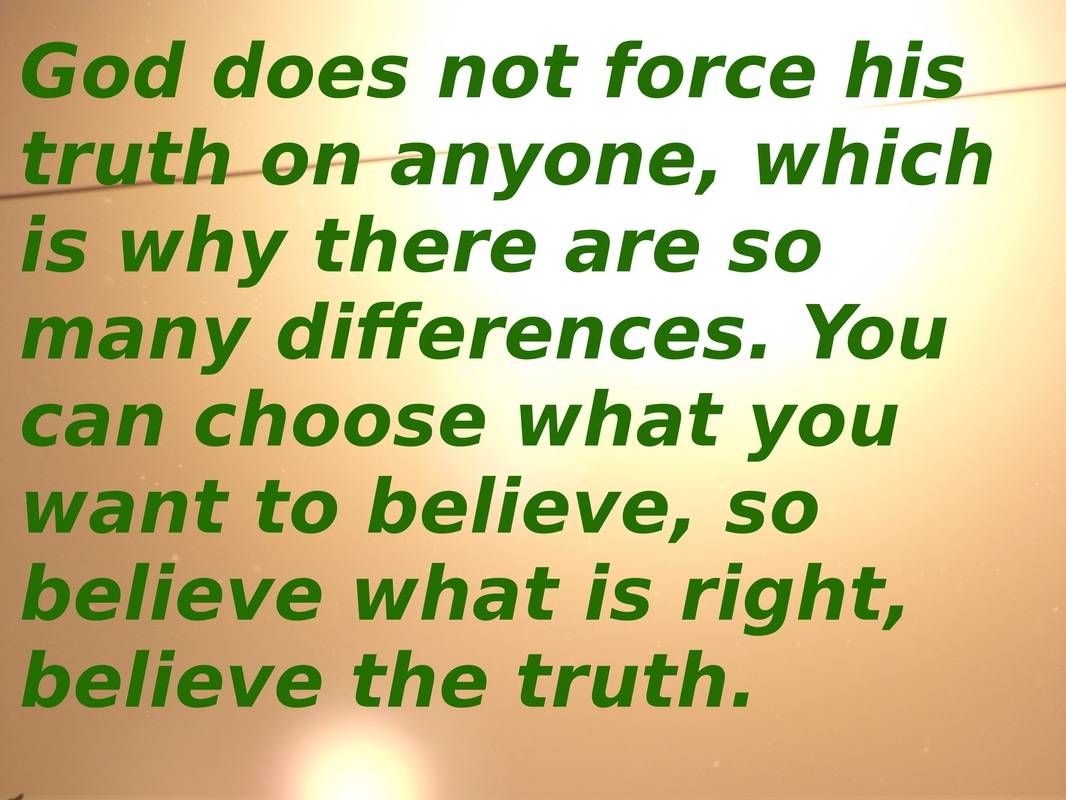 God does not force his
truth on anyone, which
is why there are so
many differences. You
can choose what you
want to believe, so
believe what is right,
believe the truth.